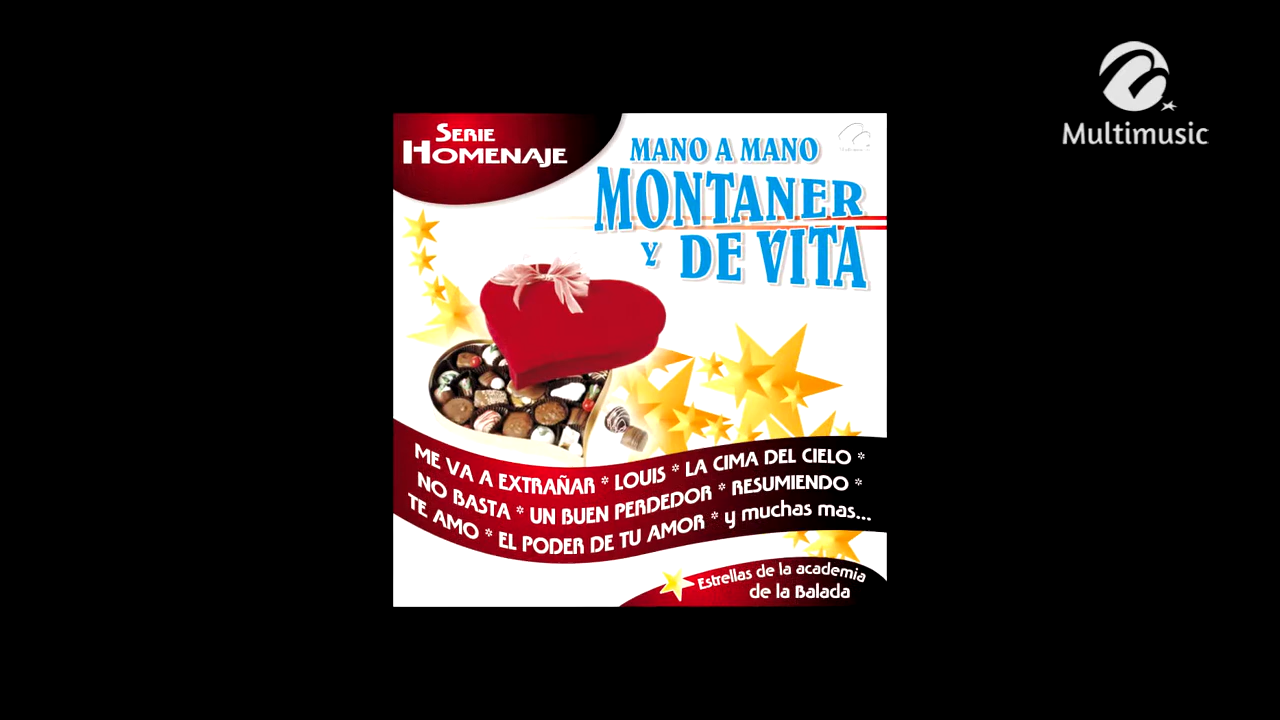 Multimusic
SERIE
HOMENAJE
MANO A MANO
MONTANER
Y DE VITA
ME VA A EXTRAÑAR * LOUIS * LA CIMA DEL CIELO *
NO BASTA * UN BUEN PERDEDOR * RESUMIENDO *
TE AMO * EL PODER DE TU AMOR * y muchas mas...
Estrellas de la academia
de la Balada